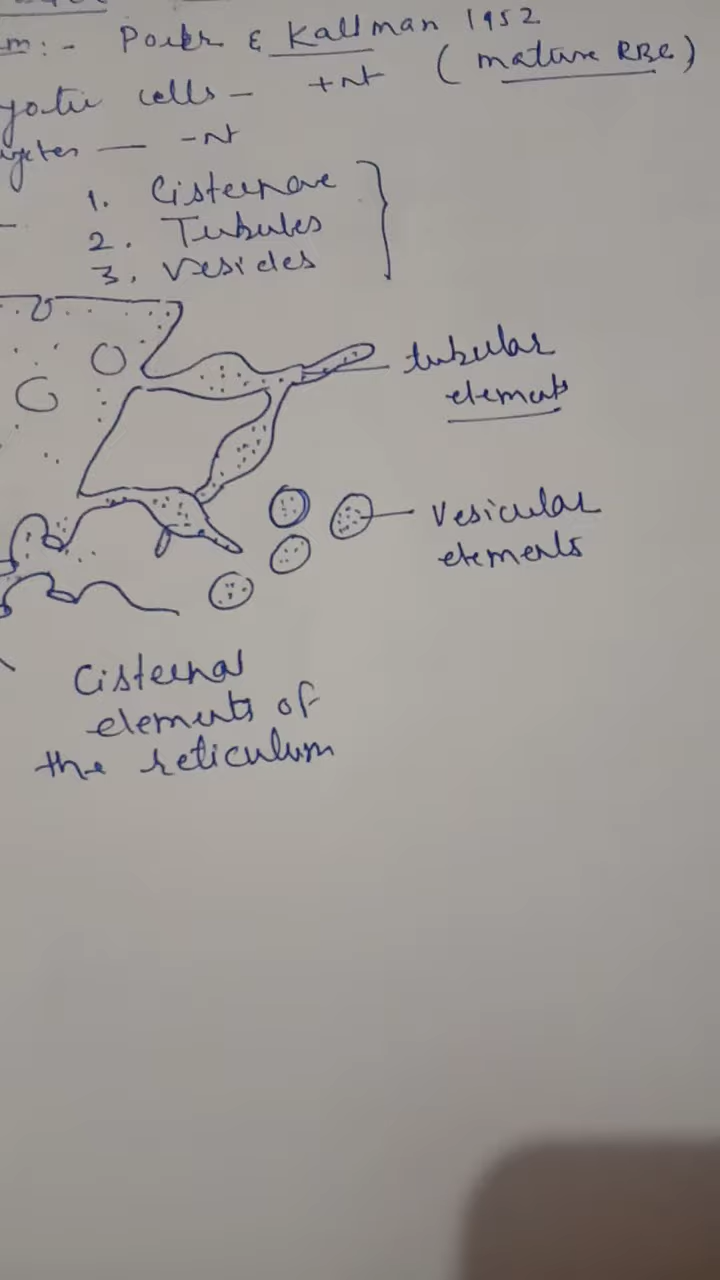 m:- Porter & Kallman 1952
yotic cells - +nt (mature RBC)
- nt
1. Cisternae
2. Tubules
3. Vesicles
tubular
elements
Vesicular
elements
Cisternal
elements of
the reticulum